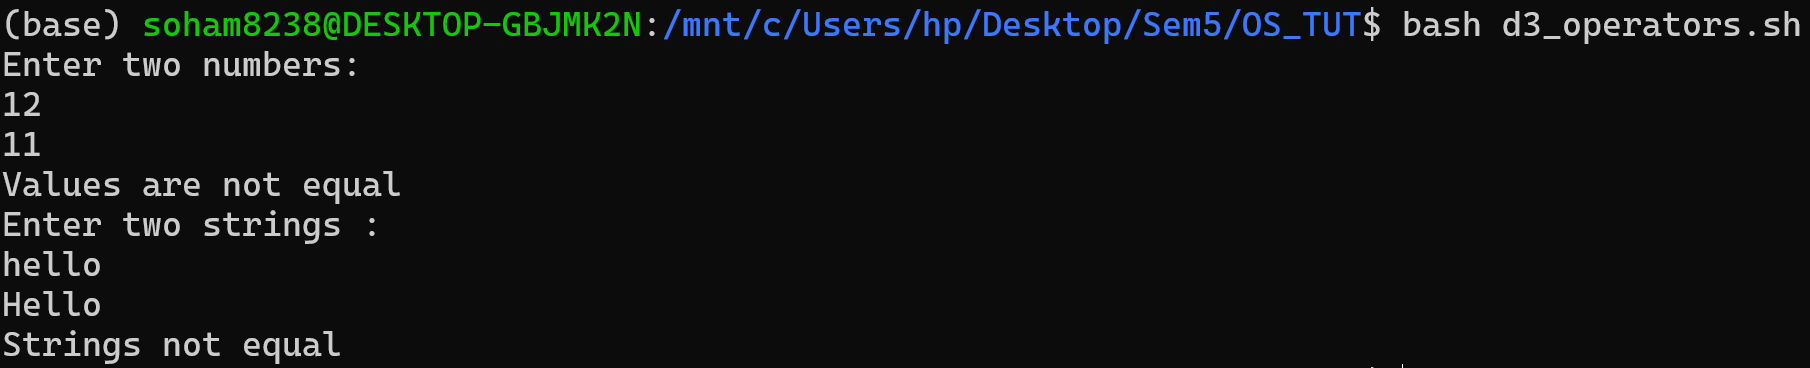 (base) soham8238@DESKTOP-GBJMK2N:/mnt/c/Users/hp/Desktop/Sem5/OS_TUT$ bash d3_operators.sh
Enter two numbers:
12
11
Values are not equal
Enter two strings :
hello
Hello
Strings not equal